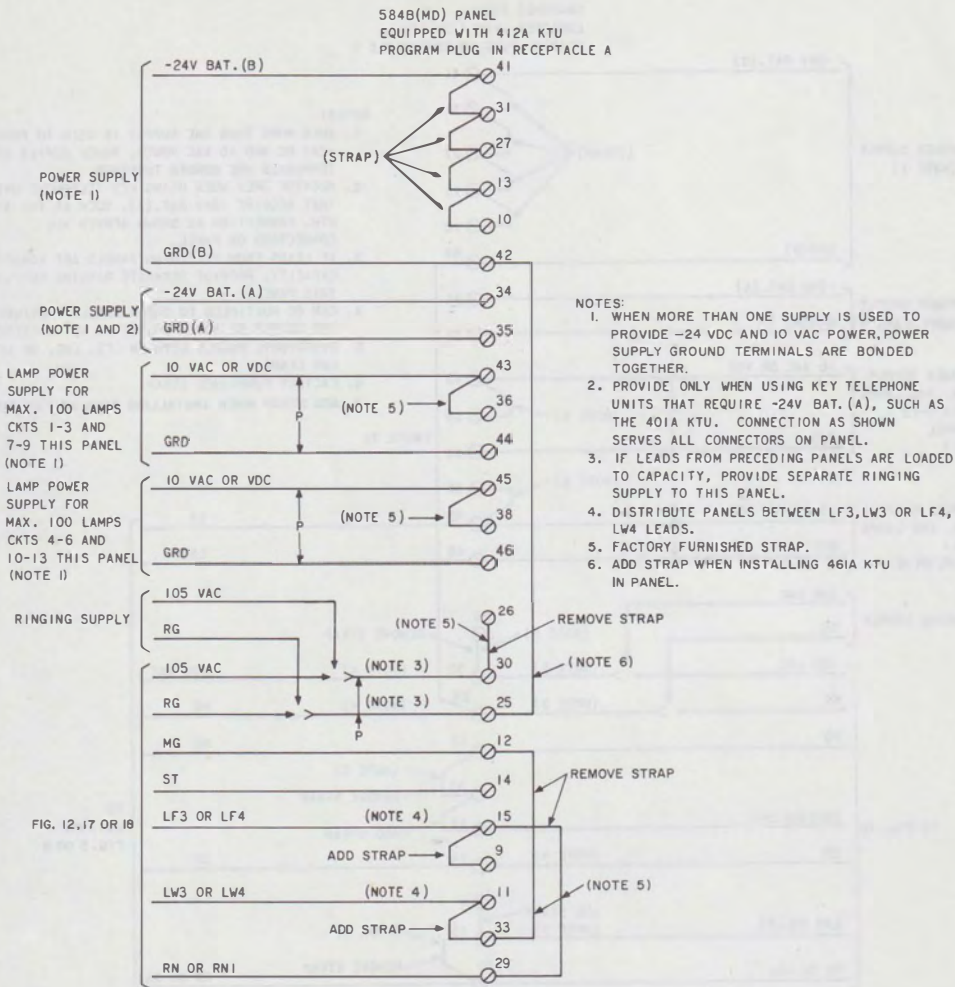 584B(MD) PANEL
EQUIPPED WITH 412A KTU
PROGRAM PLUG IN RECEPTACLE A
-24V BAT.(B)
41
31
27
(STRAP)
13
10
POWER SUPPLY
(NOTE 1)
GRD(B)
42
-24V BAT.(A)
34
POWER SUPPLY
(NOTE 1 AND 2)
GRD(A)
35
LAMP POWER
SUPPLY FOR
MAX. 100 LAMPS
CKTS 1-3 AND
7-9 THIS PANEL
(NOTE 1)
10 VAC OR VDC
43
(NOTE 5)
36
P
GRD
44
LAMP POWER
SUPPLY FOR
MAX. 100 LAMPS
CKTS 4-6 AND
10-13 THIS PANEL
(NOTE 1)
10 VAC OR VDC
45
(NOTE 5)
38
P
GRD
46
RINGING SUPPLY
105 VAC
RG
26
(NOTE 5)
REMOVE STRAP
105 VAC
(NOTE 3)
30
(NOTE 6)
RG
(NOTE 3)
25
P
MG
12
REMOVE STRAP
ST
14
FIG. 12,17 OR 18
LF3 OR LF4
(NOTE 4)
15
ADD STRAP
9
LW3 OR LW4
(NOTE 4)
11
(NOTE 5)
ADD STRAP
33
RN OR RN1
29
NOTES:
1. WHEN MORE THAN ONE SUPPLY IS USED TO
PROVIDE -24 VDC AND 10 VAC POWER, POWER
SUPPLY GROUND TERMINALS ARE BONDED
TOGETHER.
2. PROVIDE ONLY WHEN USING KEY TELEPHONE
UNITS THAT REQUIRE -24V BAT.(A), SUCH AS
THE 401A KTU. CONNECTION AS SHOWN
SERVES ALL CONNECTORS ON PANEL.
3. IF LEADS FROM PRECEDING PANELS ARE LOADED
TO CAPACITY, PROVIDE SEPARATE RINGING
SUPPLY TO THIS PANEL.
4. DISTRIBUTE PANELS BETWEEN LF3,LW3 OR LF4,
LW4 LEADS.
5. FACTORY FURNISHED STRAP.
6. ADD STRAP WHEN INSTALLING 461A KTU
IN PANEL.